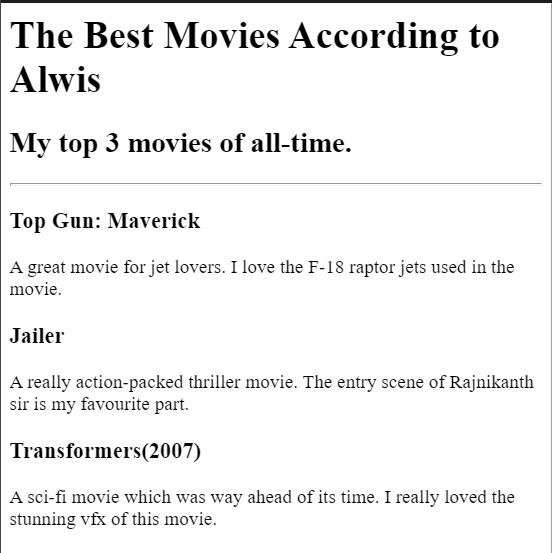 The Best Movies According to
Alwis
My top 3 movies of all-time.
Top Gun: Maverick
A great movie for jet lovers. I love the F-18 raptor jets used in the
movie.
Jailer
A really action-packed thriller movie. The entry scene of Rajnikanth
sir is my favourite part.
Transformers(2007)
A sci-fi movie which was way ahead of its time. I really loved the
stunning vfx of this movie.